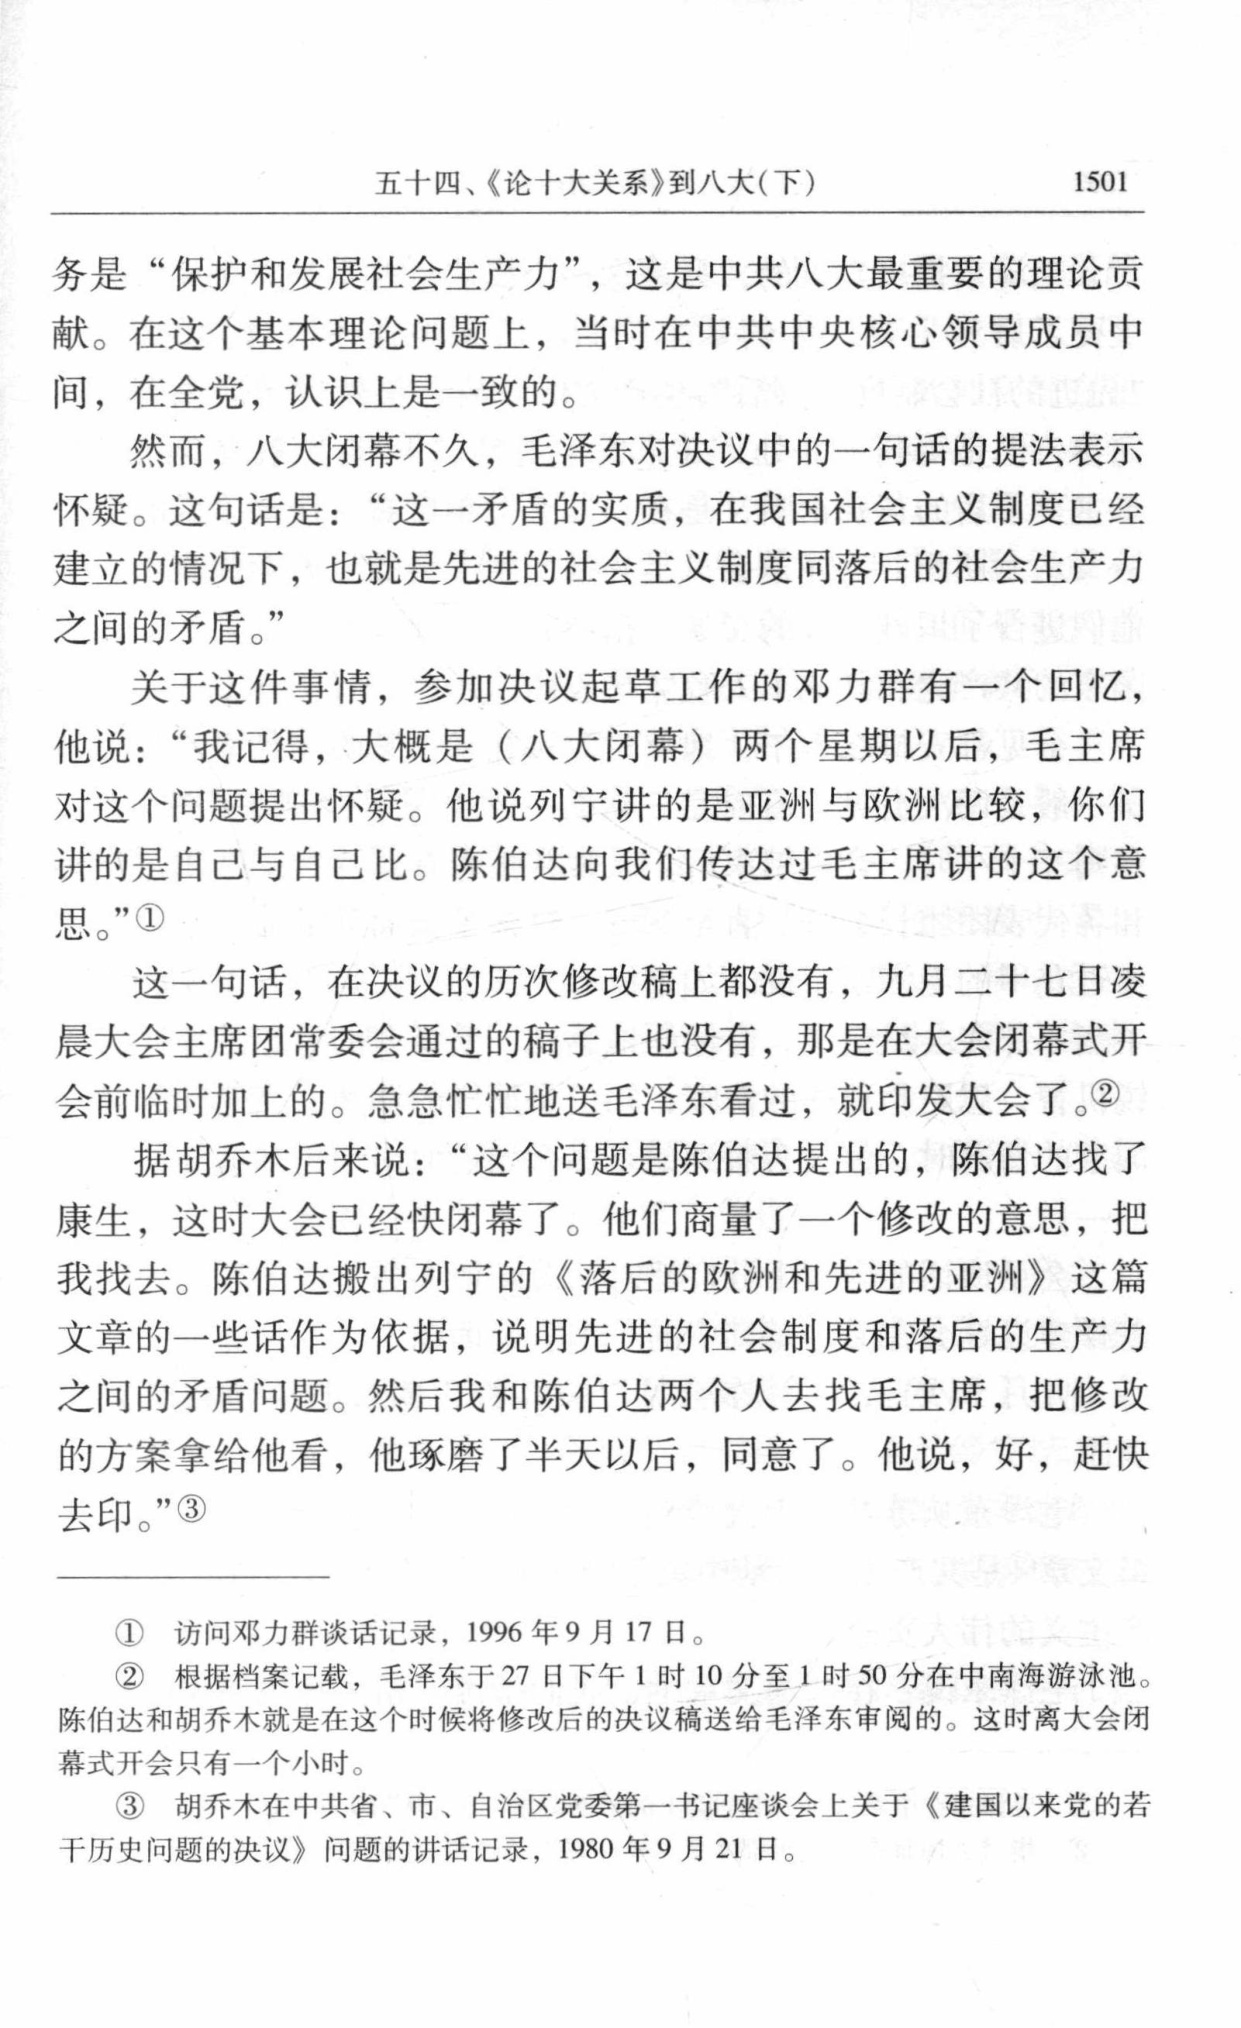 五十四、《论十大关系》到八大(下)
1501
务是“保护和发展社会生产力”，这是中共八大最重要的理论贡
献。在这个基本理论问题上，当时在中共中央核心领导成员中
间，在全党，认识上是一致的。
然而，八大闭幕不久，毛泽东对决议中的一句话的提法表示
怀疑。这句话是：“这一矛盾的实质，在我国社会主义制度已经
建立的情况下，也就是先进的社会主义制度同落后的社会生产力
之间的矛盾。”
关于这件事情，参加决议起草工作的邓力群有一个回忆，
他说：“我记得，大概是（八大闭幕）两个星期以后，毛主席
对这个问题提出怀疑。他说列宁讲的是亚洲与欧洲比较，你们
讲的是自己与自己比。陈伯达向我们传达过毛主席讲的这个意
思。”①
这一句话，在决议的历次修改稿上都没有，九月二十七日凌
晨大会主席团常委会通过的稿子上也没有，那是在大会闭幕式开
会前临时加上的。急急忙忙地送毛泽东看过，就印发大会了。②
据胡乔木后来说：“这个问题是陈伯达提出的，陈伯达找了
康生，这时大会已经快闭幕了。他们商量了一个修改的意思，把
我找去。陈伯达搬出列宁的《落后的欧洲和先进的亚洲》这篇
文章的一些话作为依据，说明先进的社会制度和落后的生产力
之间的矛盾问题。然后我和陈伯达两个人去找毛主席，把修改
的方案拿给他看，他琢磨了半天以后，同意了。他说，好，赶快
去印。”③
① 访问邓力群谈话记录，1996年9月17日。
② 根据档案记载，毛泽东于27日下午1时10分至1时50分在中南海游泳池。
陈伯达和胡乔木就是在这个时候将修改后的决议稿送给毛泽东审阅的。这时离大会闭
幕式开会只有一个小时。
③ 胡乔木在中共省、市、自治区党委第一书记座谈会上关于《建国以来党的若
干历史问题的决议》问题的讲话记录，1980年9月21日。